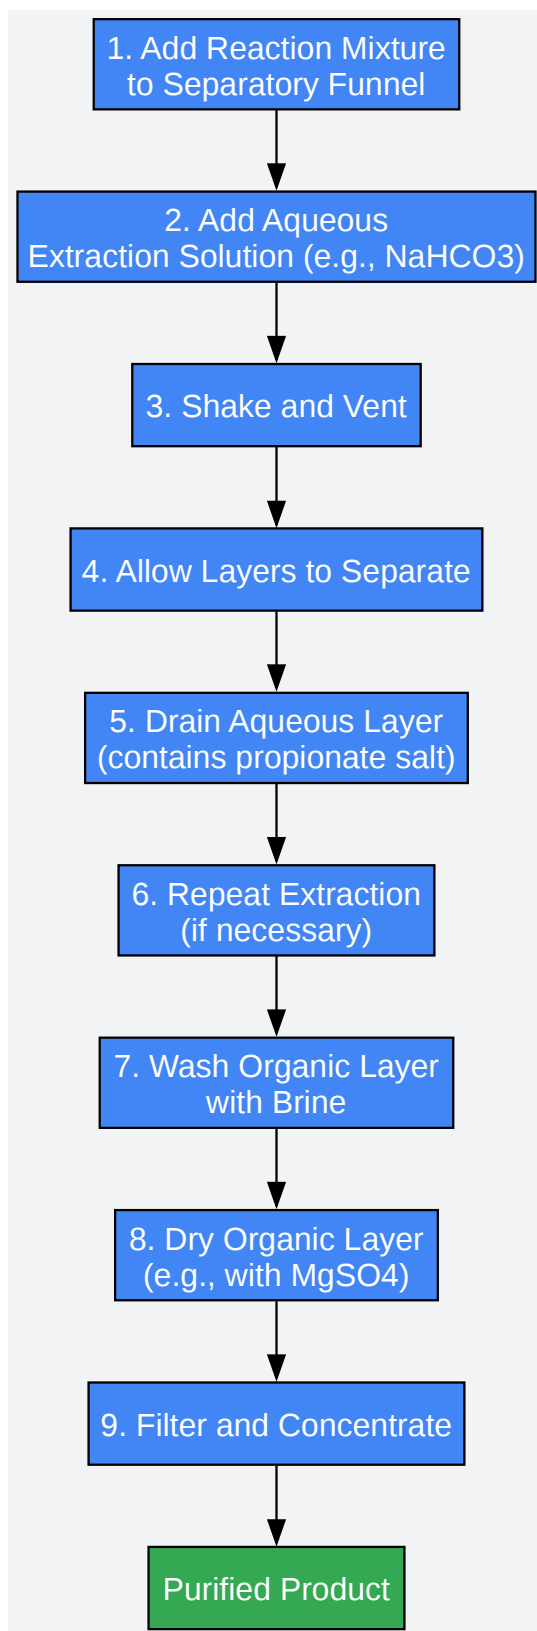 1. Add Reaction Mixture
to Separatory Funnel
2. Add Aqueous
Extraction Solution (e.g., NaHCO3)
3. Shake and Vent
4. Allow Layers to Separate
5. Drain Aqueous Layer
(contains propionate salt)
6. Repeat Extraction
(if necessary)
7. Wash Organic Layer
with Brine
8. Dry Organic Layer
(e.g., with MgSO4)
9. Filter and Concentrate
Purified Product